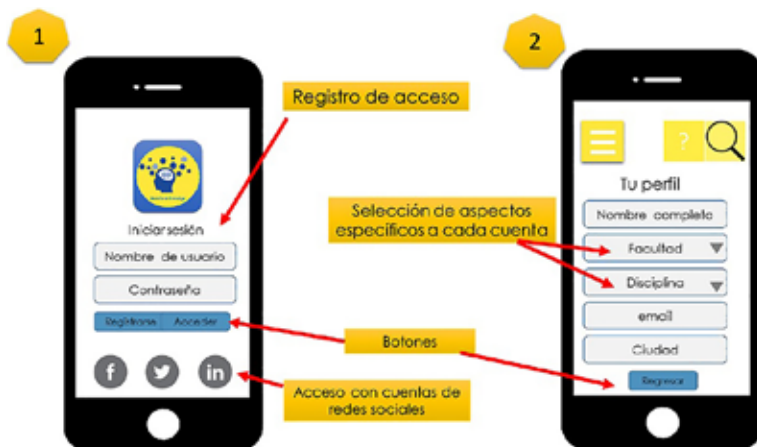 1
2
Registro de acceso
Iniciar sesión
Nombre de usuario
Contraseña
Registrarse
Acceder
f
in
Selección de aspectos
específicos a cada cuenta
Botones
Acceso con cuentas de
redes sociales
?
Tu perfil
Nombre completo
Facultad
Disciplina
email
Ciudad
Regresar